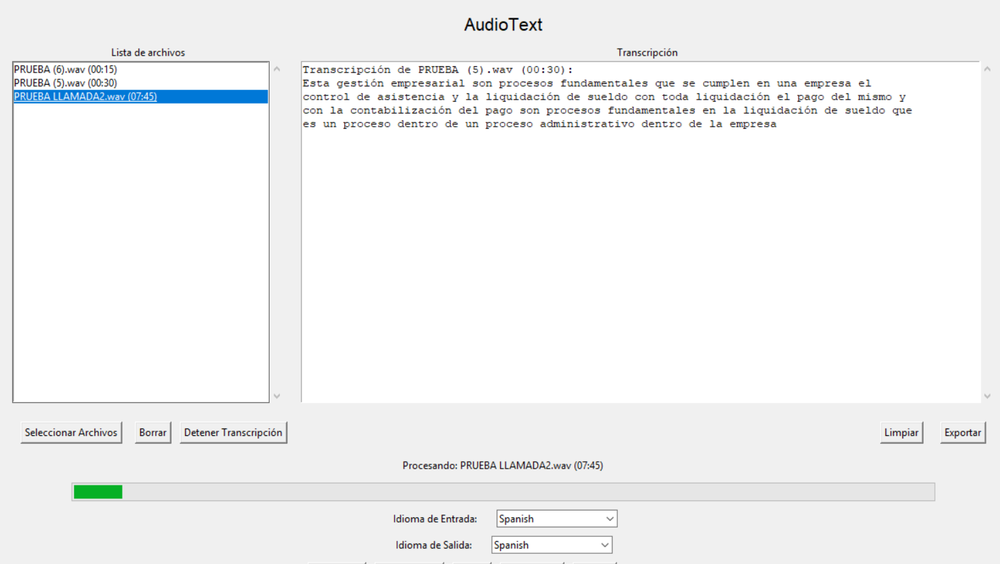 AudioText
Lista de archivos
PRUEBA (6).wav (00:15)
PRUEBA (5).wav (00:30)
PRUEBA LLAMADA2.wav (07:45)
Transcripción
Transcripción de PRUEBA (5).wav (00:30):
Esta gestión empresarial son procesos fundamentales que se cumplen en una empresa el
control de asistencia y la liquidación de sueldo con toda liquidación el pago del mismo y
con la contabilización del pago son procesos fundamentales en la liquidación de sueldo que
es un proceso dentro de un proceso administrativo dentro de la empresa
Seleccionar Archivos
Borrar
Detener Transcripción
Limpiar
Exportar
Procesando: PRUEBA LLAMADA2.wav (07:45)
Idioma de Entrada: Spanish
Idioma de Salida: Spanish